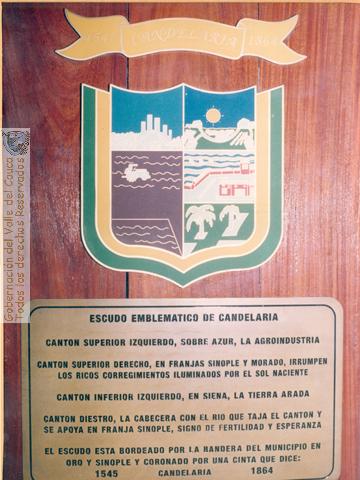 1541 CANDELARIA 1864
Gobernación del Valle del Cauca
Todos los derechos Reservados
ESCUDO EMBLEMATICO DE CANDELARIA
CANTON SUPERIOR IZQUIERDO, SOBRE AZUR, LA AGROINDUSTRIA
CANTON SUPERIOR DERECHO, EN FRANJAS SINOPLE Y MORADO, IRRUMPEN
LOS RICOS CORREGIMIENTOS ILUMINADOS POR EL SOL NACIENTE
CANTON INFERIOR IZQUIERDO, EN SIENA, LA TIERRA ARADA
CANTON DIESTRO, LA CABECERA CON EL RIO QUE TAJA EL CANTON Y
SE APOYA EN FRANJA SINOPLE, SIGNO DE FERTILIDAD Y ESPERANZA
EL ESCUDO ESTA BORDEADO POR LA BANDERA DEL MUNICIPIO EN
ORO Y SINOPLE Y CORONADO POR UNA CINTA QUE DICE:
1545 CANDELARIA 1864